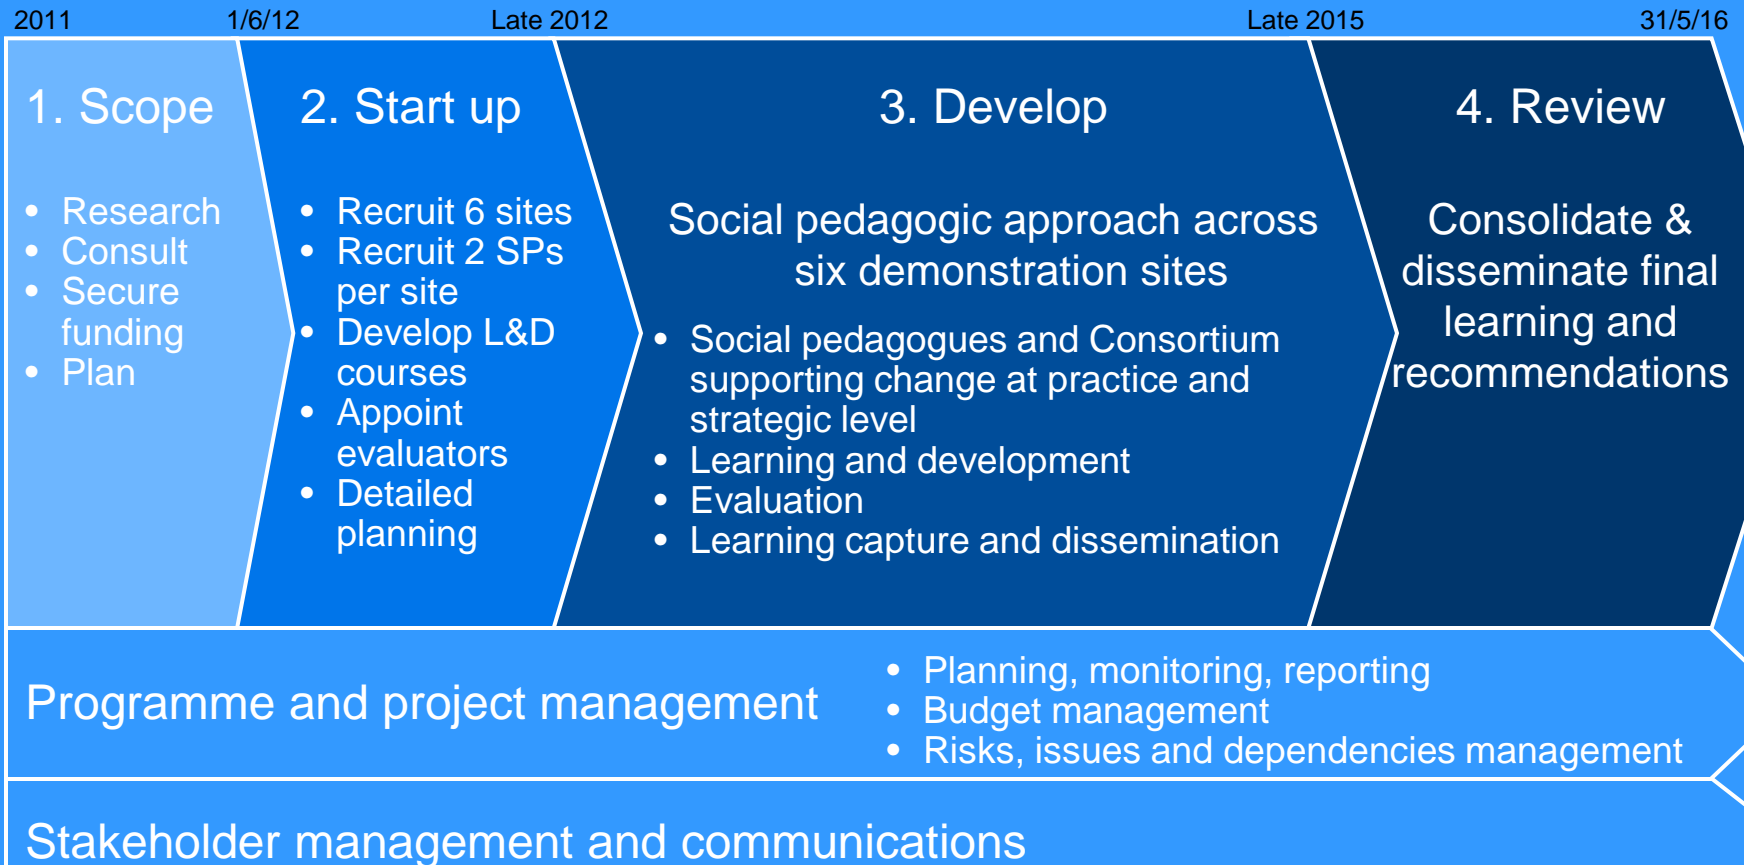 2011 1/6/12 Late 2012 Late 2015 31/5/16
1. Scope
• Research
• Consult
• Secure
funding
• Plan
2. Start up
• Recruit 6 sites
• Recruit 2 SPs
per site
• Develop L&D
courses
• Appoint
evaluators
• Detailed
planning
3. Develop
Social pedagogic approach across
six demonstration sites
• Social pedagogues and Consortium
supporting change at practice and
strategic level
• Learning and development
• Evaluation
• Learning capture and dissemination
4. Review
Consolidate &
disseminate final
learning and
recommendations
Programme and project management
• Planning, monitoring, reporting
• Budget management
• Risks, issues and dependencies management
Stakeholder management and communications